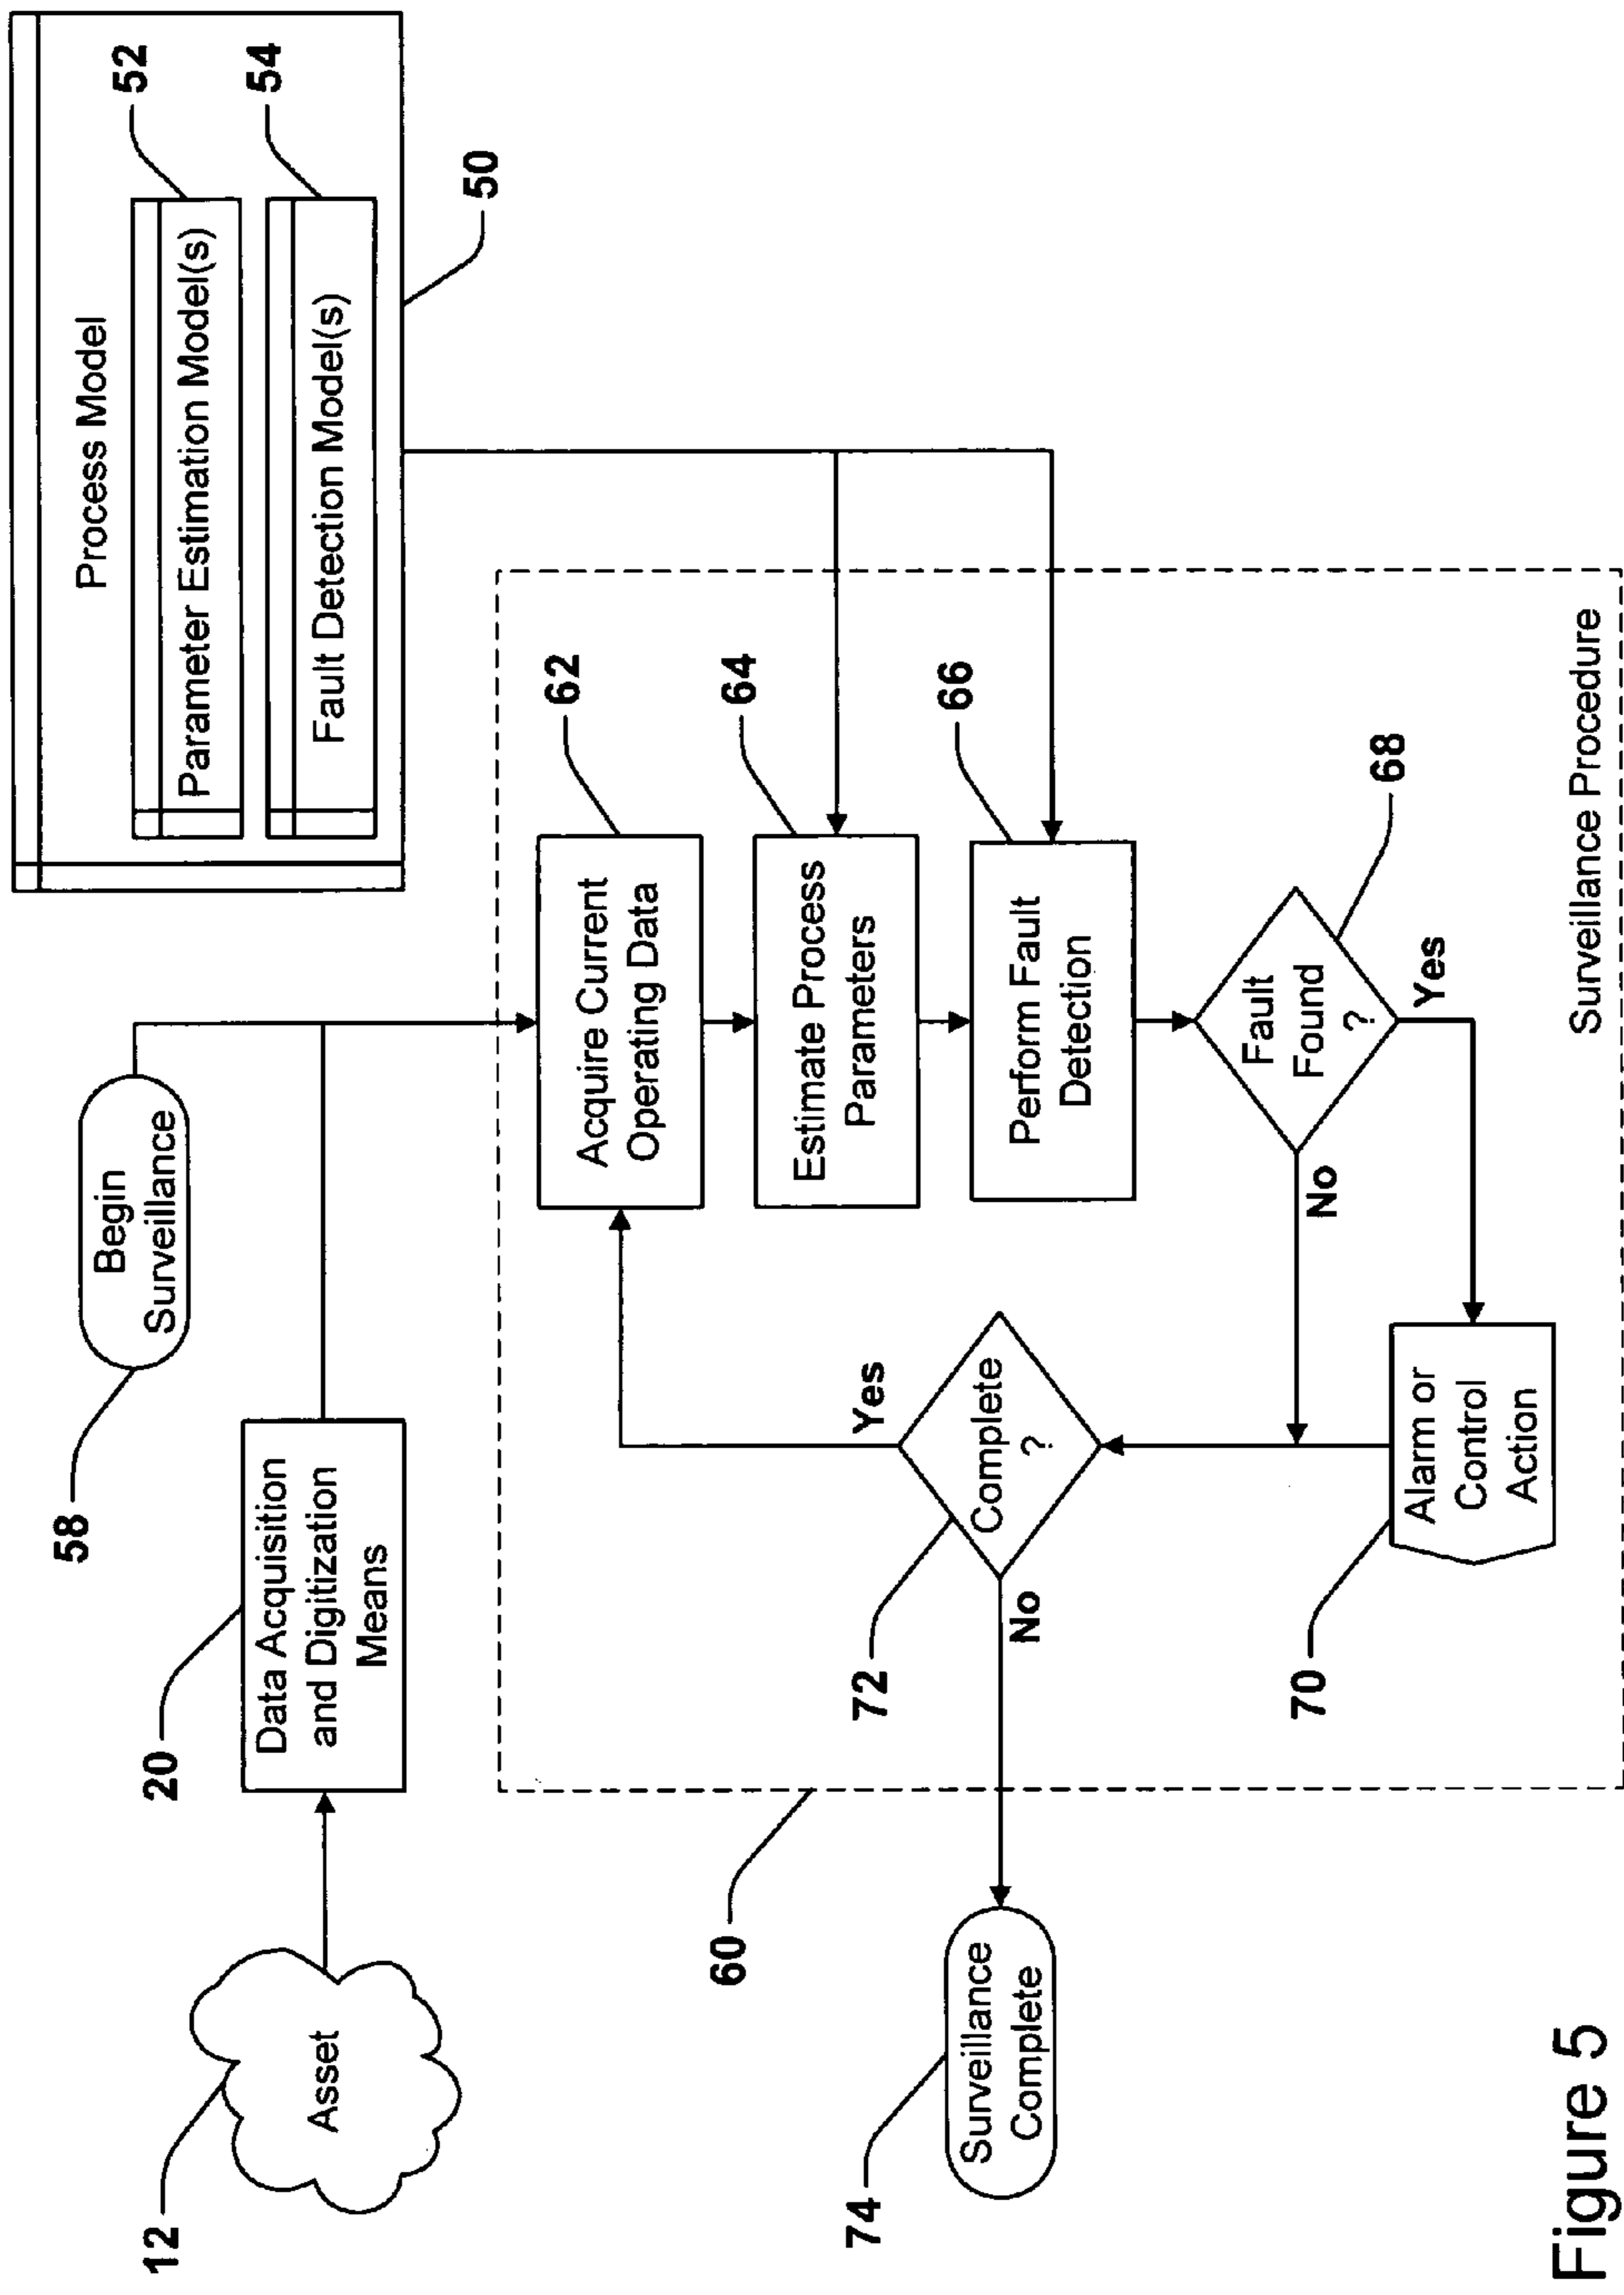 58
Begin
Surveillance
Process Model
52
Parameter Estimation Model(s)
54
Fault Detection Model(s)
50
12
Asset
20
Data Acquisition
and Digitization
Means
62
Acquire Current
Operating Data
64
Estimate Process
Parameters
66
Perform Fault
Detection
68
Fault
Found
?
Yes
No
70
Alarm or
Control
Action
72
Complete
?
Yes
No
60
74
Surveillance
Complete
Surveillance Procedure
Figure 5